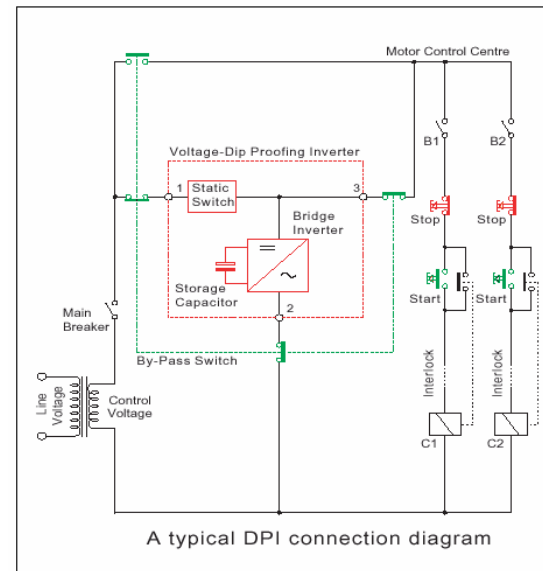 Motor Control Centre
B1
B2
Voltage-Dip Proofing Inverter
1
Static
Switch
3
Stop
Stop
Bridge
Inverter
Storage
Capacitor
Start
Start
2
Main
Breaker
By-Pass Switch
Line
Voltage
Control
Voltage
Interlock
Interlock
C1
C2
A typical DPI connection diagram